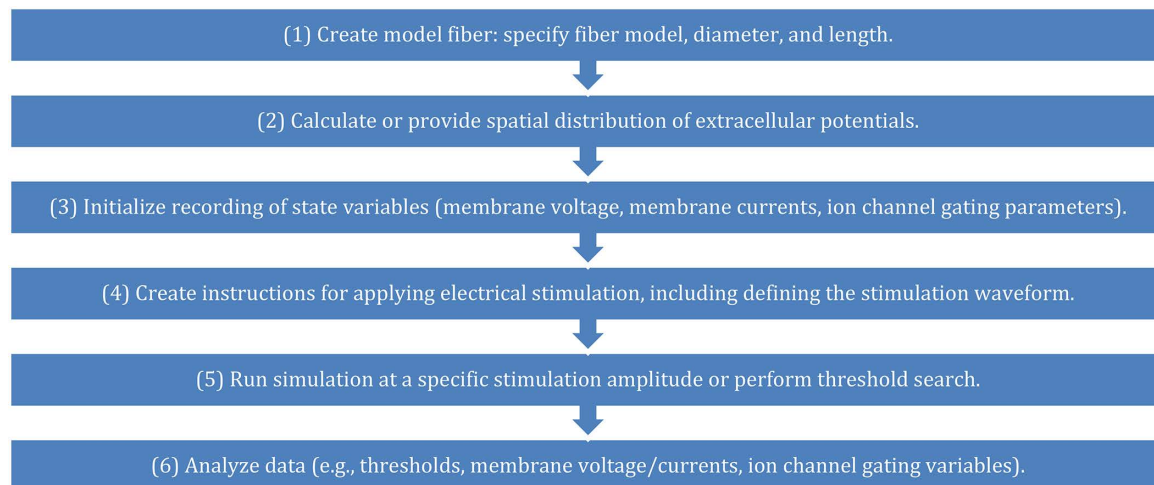 (1) Create model fiber: specify fiber model, diameter, and length.
(2) Calculate or provide spatial distribution of extracellular potentials.
(3) Initialize recording of state variables (membrane voltage, membrane currents, ion channel gating parameters).
(4) Create instructions for applying electrical stimulation, including defining the stimulation waveform.
(5) Run simulation at a specific stimulation amplitude or perform threshold search.
(6) Analyze data (e.g., thresholds, membrane voltage/currents, ion channel gating variables).